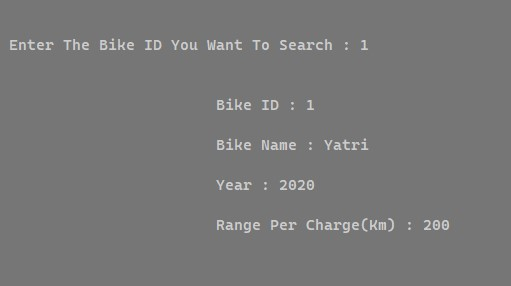 Enter The Bike ID You Want To Search : 1
Bike ID : 1
Bike Name : Yatri
Year : 2020
Range Per Charge(Km) : 200